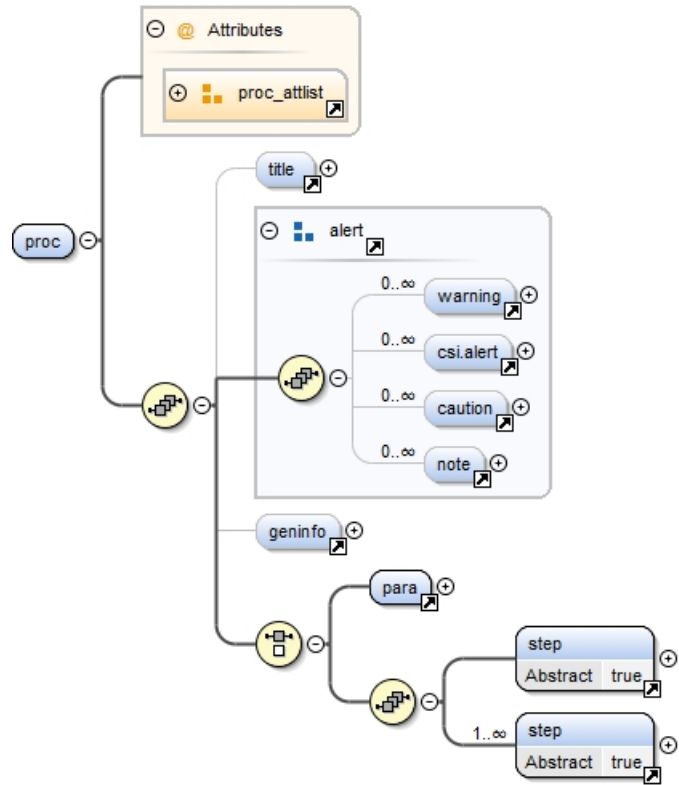 @ Attributes
proc_attlist
title
proc
alert
0..∞
warning
0..∞
csi.alert
0..∞
caution
0..∞
note
geninfo
para
step
Abstract true
1..∞
step
Abstract true